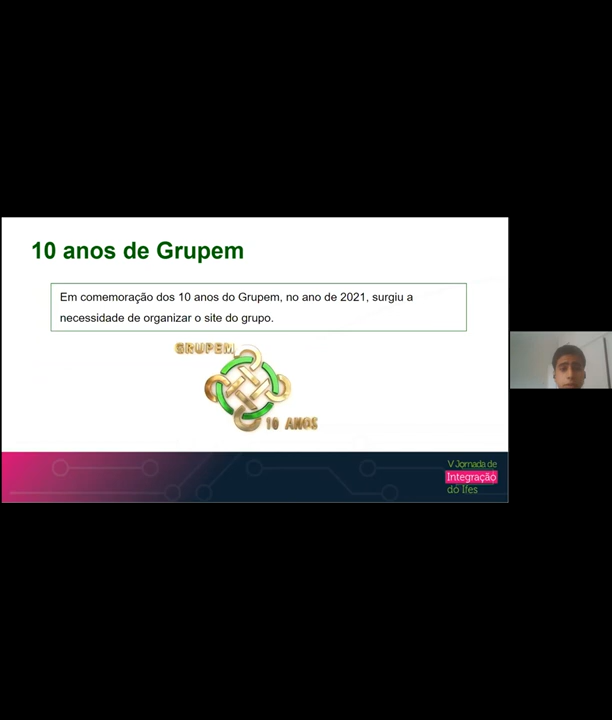 10 anos de Grupem
Em comemoração dos 10 anos do Grupem, no ano de 2021, surgiu a
necessidade de organizar o site do grupo.
GRUPEM
10 ANOS
V Jornada de
Integração
do Ifes